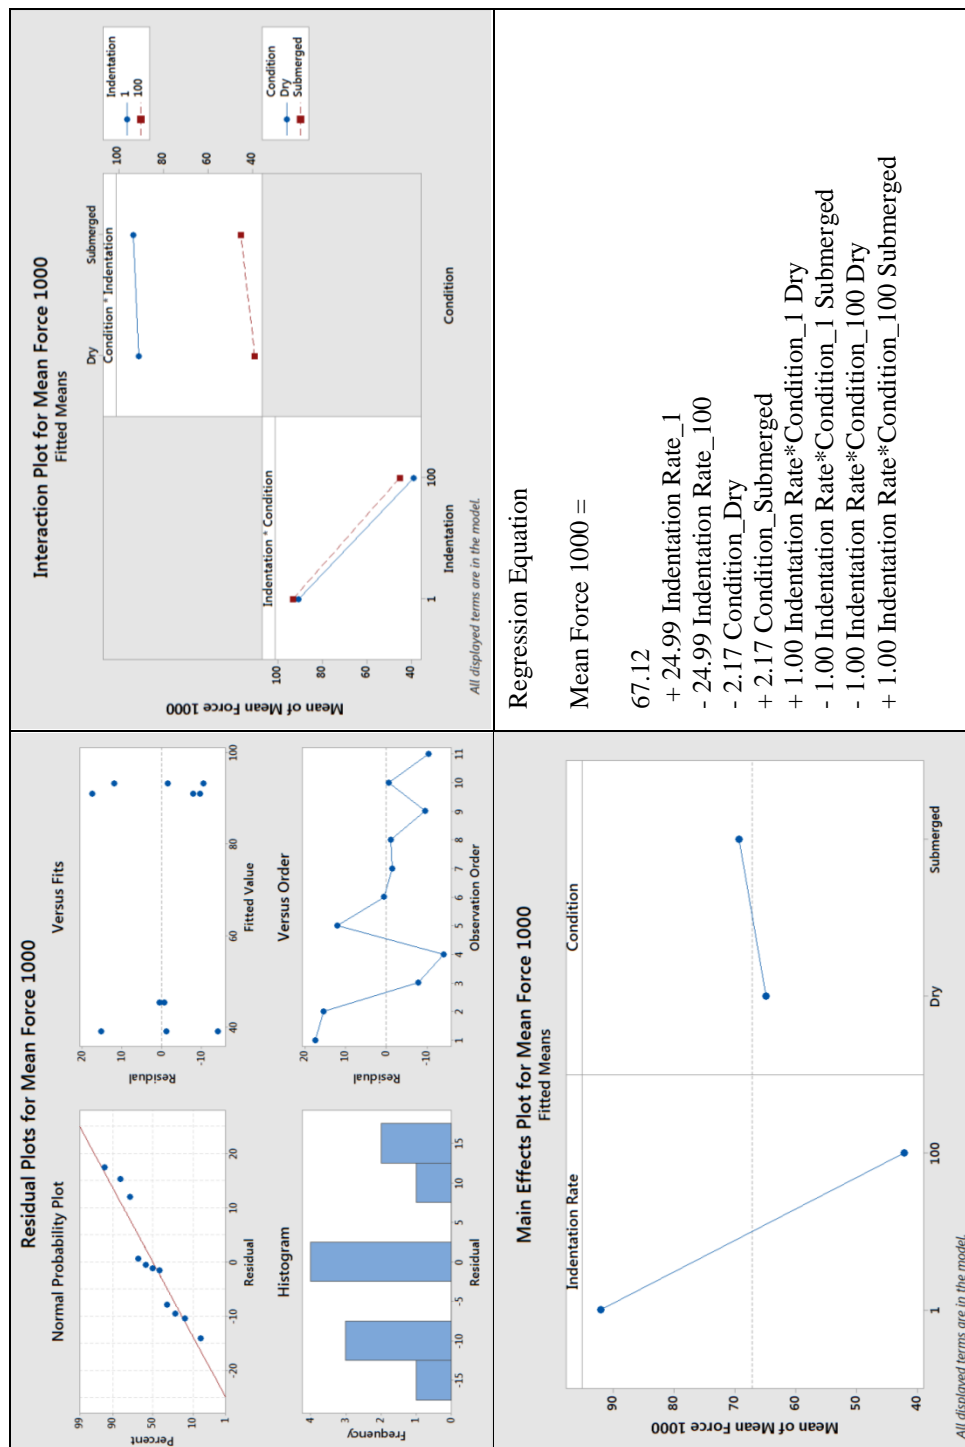 Residual Plots for Mean Force 1000
Normal Probability Plot
Versus Fits
99
90
50
10
1
Percent
-20
-10
0
10
20
Residual
20
10
0
-10
Residual
40
60
80
100
Fitted Value
Histogram
Versus Order
4
3
2
1
0
Frequency
-15
-10
-5
0
5
10
15
Residual
20
10
0
-10
Residual
1
2
3
4
5
6
7
8
9
10
11
Observation Order
Interaction Plot for Mean Force 1000
Fitted Means
Dry
Submerged
Condition * Indentation
100
80
60
40
Indentation
1
100
Indentation * Condition
100
80
60
40
Mean of Mean Force 1000
1
100
Indentation
Condition
Condition
Dry
Submerged
All displayed terms are in the model.
Main Effects Plot for Mean Force 1000
Fitted Means
Indentation Rate
Condition
90
80
70
60
50
40
Mean of Mean Force 1000
1
100
Dry
Submerged
All displayed terms are in the model.
Regression Equation
Mean Force 1000 =
67.12
+ 24.99 Indentation Rate_1
- 24.99 Indentation Rate_100
- 2.17 Condition_Dry
+ 2.17 Condition_Submerged
+ 1.00 Indentation Rate*Condition_1 Dry
- 1.00 Indentation Rate*Condition_1 Submerged
- 1.00 Indentation Rate*Condition_100 Dry
+ 1.00 Indentation Rate*Condition_100 Submerged